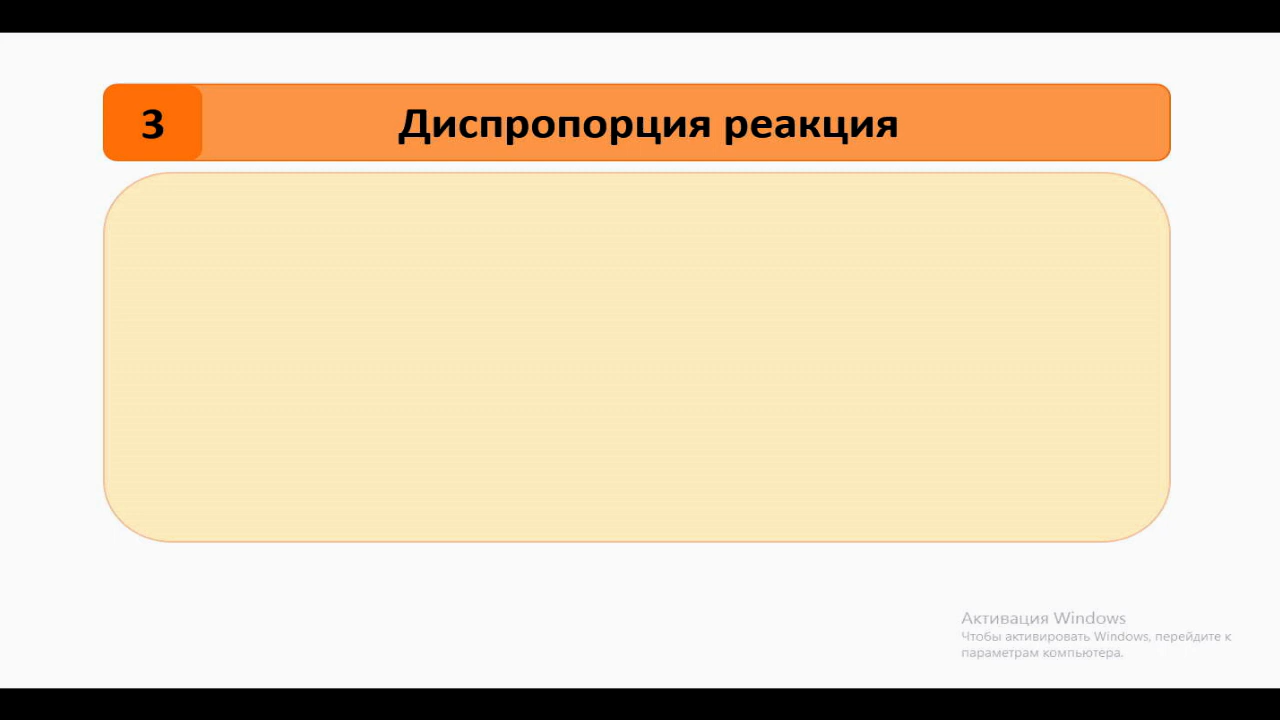 3 Диспропорция реакция
Активация Windows
Чтобы активировать Windows, перейдите к
параметрам компьютера.